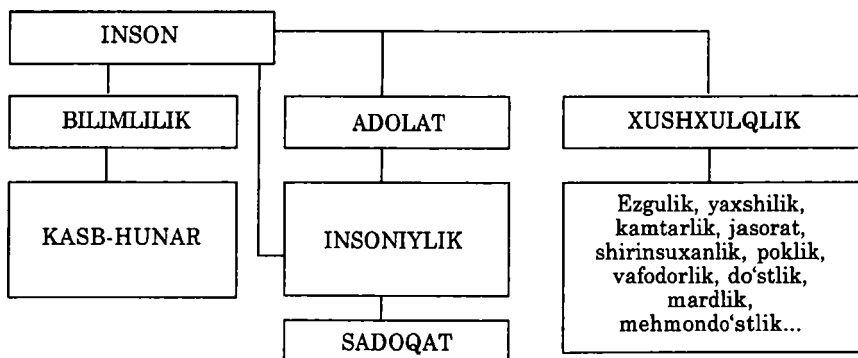 INSON
BILIMLILIK
ADOLAT
XUSHXULQLIK
KASB-HUNAR
INSONIYLIK
Ezgulik, yaxshilik,
kamtarlik, jasorat,
shirinsuxanlik, poklik,
vafodorlik, do‘stlik,
mardlik,
mehmondo‘stlik...
SADOQAT